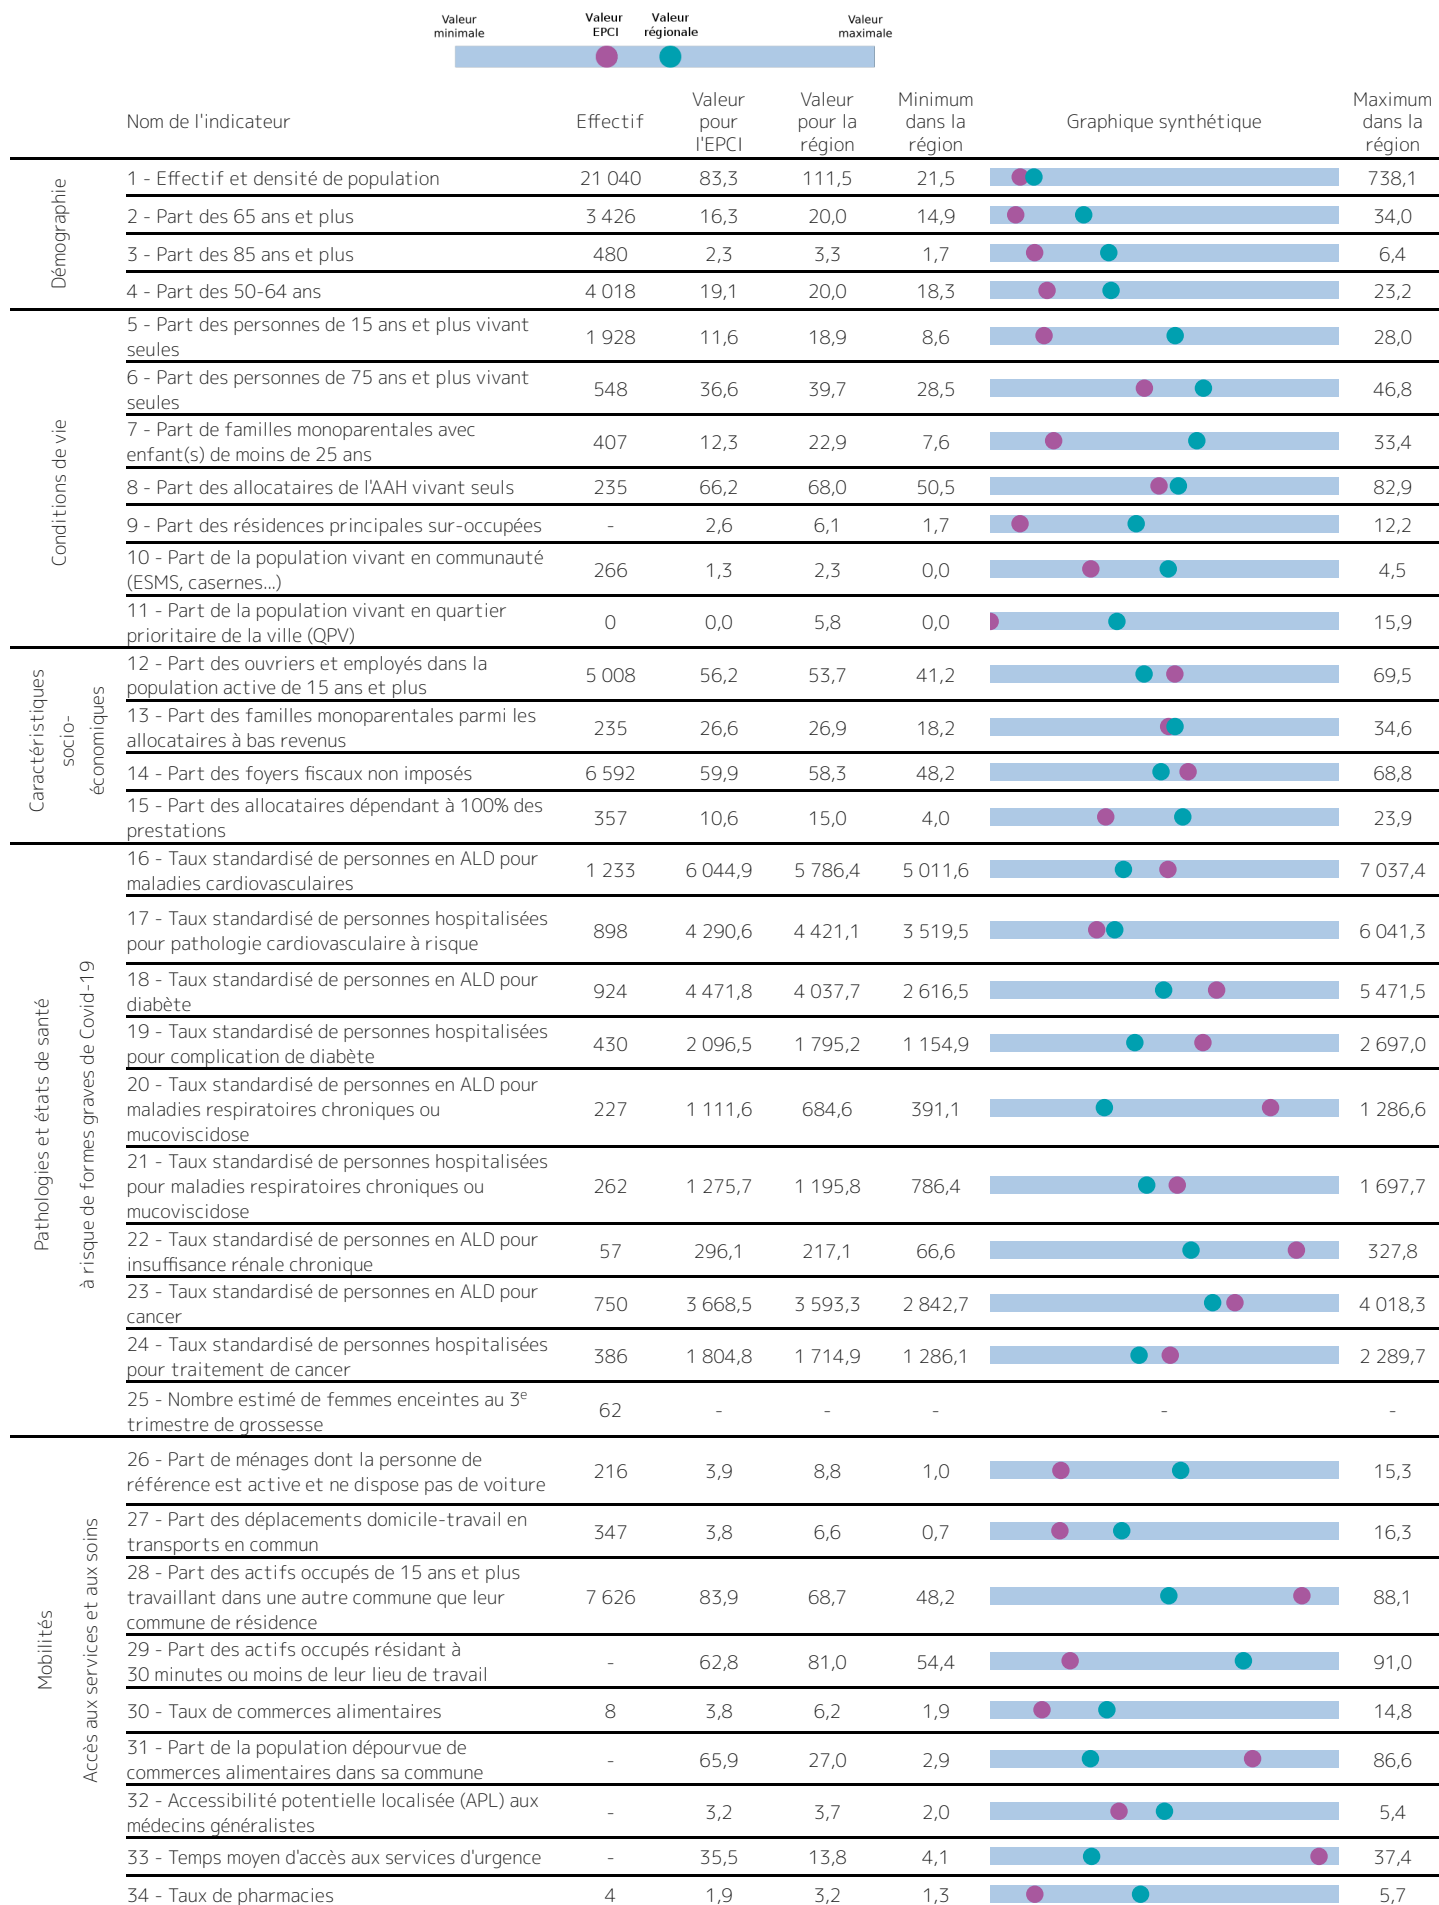 Valeur minimale
Valeur EPCI
Valeur régionale
Valeur maximale
Nom de l'indicateur Effectif Valeur pour l'EPCI Valeur pour la région Minimum dans la région Graphique synthétique Maximum dans la région
Démographie
1 - Effectif et densité de population 21 040 83,3 111,5 21,5 738,1
2 - Part des 65 ans et plus 3 426 16,3 20,0 14,9 34,0
3 - Part des 85 ans et plus 480 2,3 3,3 1,7 6,4
4 - Part des 50-64 ans 4 018 19,1 20,0 18,3 23,2
Conditions de vie
5 - Part des personnes de 15 ans et plus vivant
seules 1 928 11,6 18,9 8,6 28,0
6 - Part des personnes de 75 ans et plus vivant
seules 548 36,6 39,7 28,5 46,8
7 - Part de familles monoparentales avec
enfant(s) de moins de 25 ans 407 12,3 22,9 7,6 33,4
8 - Part des allocataires de l'AAH vivant seuls 235 66,2 68,0 50,5 82,9
9 - Part des résidences principales sur-occupées - 2,6 6,1 1,7 12,2
10 - Part de la population vivant en communauté
(ESMS, casernes...) 266 1,3 2,3 0,0 4,5
11 - Part de la population vivant en quartier
prioritaire de la ville (QPV) 0 0,0 5,8 0,0 15,9
Caractéristiques
socio-
économiques
12 - Part des ouvriers et employés dans la
population active de 15 ans et plus 5 008 56,2 53,7 41,2 69,5
13 - Part des familles monoparentales parmi les
allocataires à bas revenus 235 26,6 26,9 18,2 34,6
14 - Part des foyers fiscaux non imposés 6 592 59,9 58,3 48,2 68,8
15 - Part des allocataires dépendant à 100% des
prestations 357 10,6 15,0 4,0 23,9
Pathologies et états de santé
à risque de formes graves de Covid-19
16 - Taux standardisé de personnes en ALD pour
maladies cardiovasculaires 1 233 6 044,9 5 786,4 5 011,6 7 037,4
17 - Taux standardisé de personnes hospitalisées
pour pathologie cardiovasculaire à risque 898 4 290,6 4 421,1 3 519,5 6 041,3
18 - Taux standardisé de personnes en ALD pour
diabète 924 4 471,8 4 037,7 2 616,5 5 471,5
19 - Taux standardisé de personnes hospitalisées
pour complication de diabète 430 2 096,5 1 795,2 1 154,9 2 697,0
20 - Taux standardisé de personnes en ALD pour
maladies respiratoires chroniques ou
mucoviscidose 227 1 111,6 684,6 391,1 1 286,6
21 - Taux standardisé de personnes hospitalisées
pour maladies respiratoires chroniques ou
mucoviscidose 262 1 275,7 1 195,8 786,4 1 697,7
22 - Taux standardisé de personnes en ALD pour
insuffisance rénale chronique 57 296,1 217,1 66,6 327,8
23 - Taux standardisé de personnes en ALD pour
cancer 750 3 668,5 3 593,3 2 842,7 4 018,3
24 - Taux standardisé de personnes hospitalisées
pour traitement de cancer 386 1 804,8 1 714,9 1 286,1 2 289,7
25 - Nombre estimé de femmes enceintes au 3e
trimestre de grossesse 62 - - - - -
Mobilités
Accès aux services et aux soins
26 - Part de ménages dont la personne de
référence est active et ne dispose pas de voiture 216 3,9 8,8 1,0 15,3
27 - Part des déplacements domicile-travail en
transports en commun 347 3,8 6,6 0,7 16,3
28 - Part des actifs occupés de 15 ans et plus
travaillant dans une autre commune que leur
commune de résidence 7 626 83,9 68,7 48,2 88,1
29 - Part des actifs occupés résidant à
30 minutes ou moins de leur lieu de travail - 62,8 81,0 54,4 91,0
30 - Taux de commerces alimentaires 8 3,8 6,2 1,9 14,8
31 - Part de la population dépourvue de
commerces alimentaires dans sa commune - 65,9 27,0 2,9 86,6
32 - Accessibilité potentielle localisée (APL) aux
médecins généralistes - 3,2 3,7 2,0 5,4
33 - Temps moyen d'accès aux services d'urgence - 35,5 13,8 4,1 37,4
34 - Taux de pharmacies 4 1,9 3,2 1,3 5,7